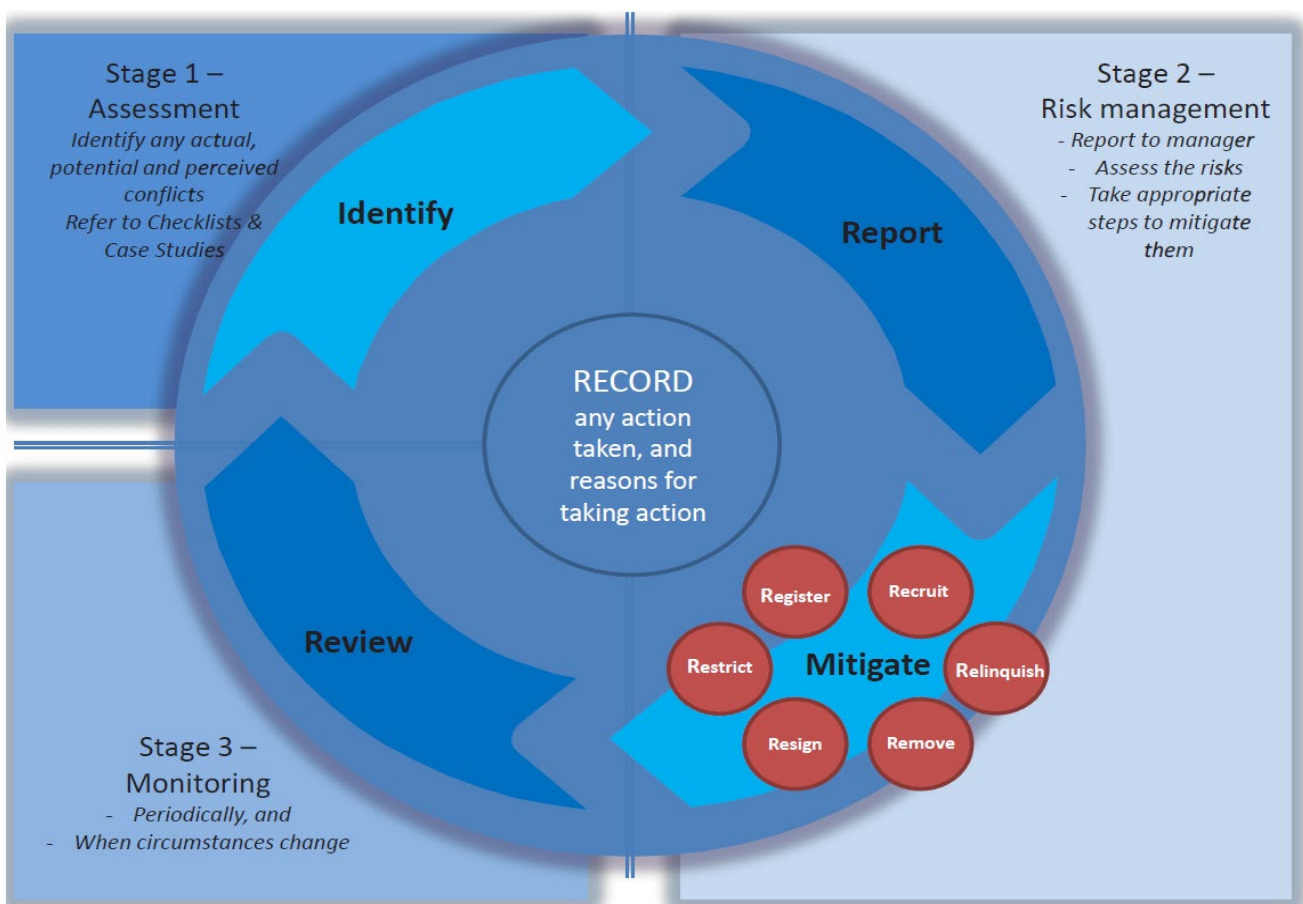 Stage 1 –
Assessment
Identify any actual,
potential and perceived
conflicts
Refer to Checklists &
Case Studies
Identify
Stage 2 –
Risk management
- Report to manager
- Assess the risks
- Take appropriate
steps to mitigate
them
Report
RECORD
any action
taken, and
reasons for
taking action
Register
Recruit
Restrict
Mitigate
Relinquish
Resign
Remove
Review
Stage 3 –
Monitoring
- Periodically, and
- When circumstances change